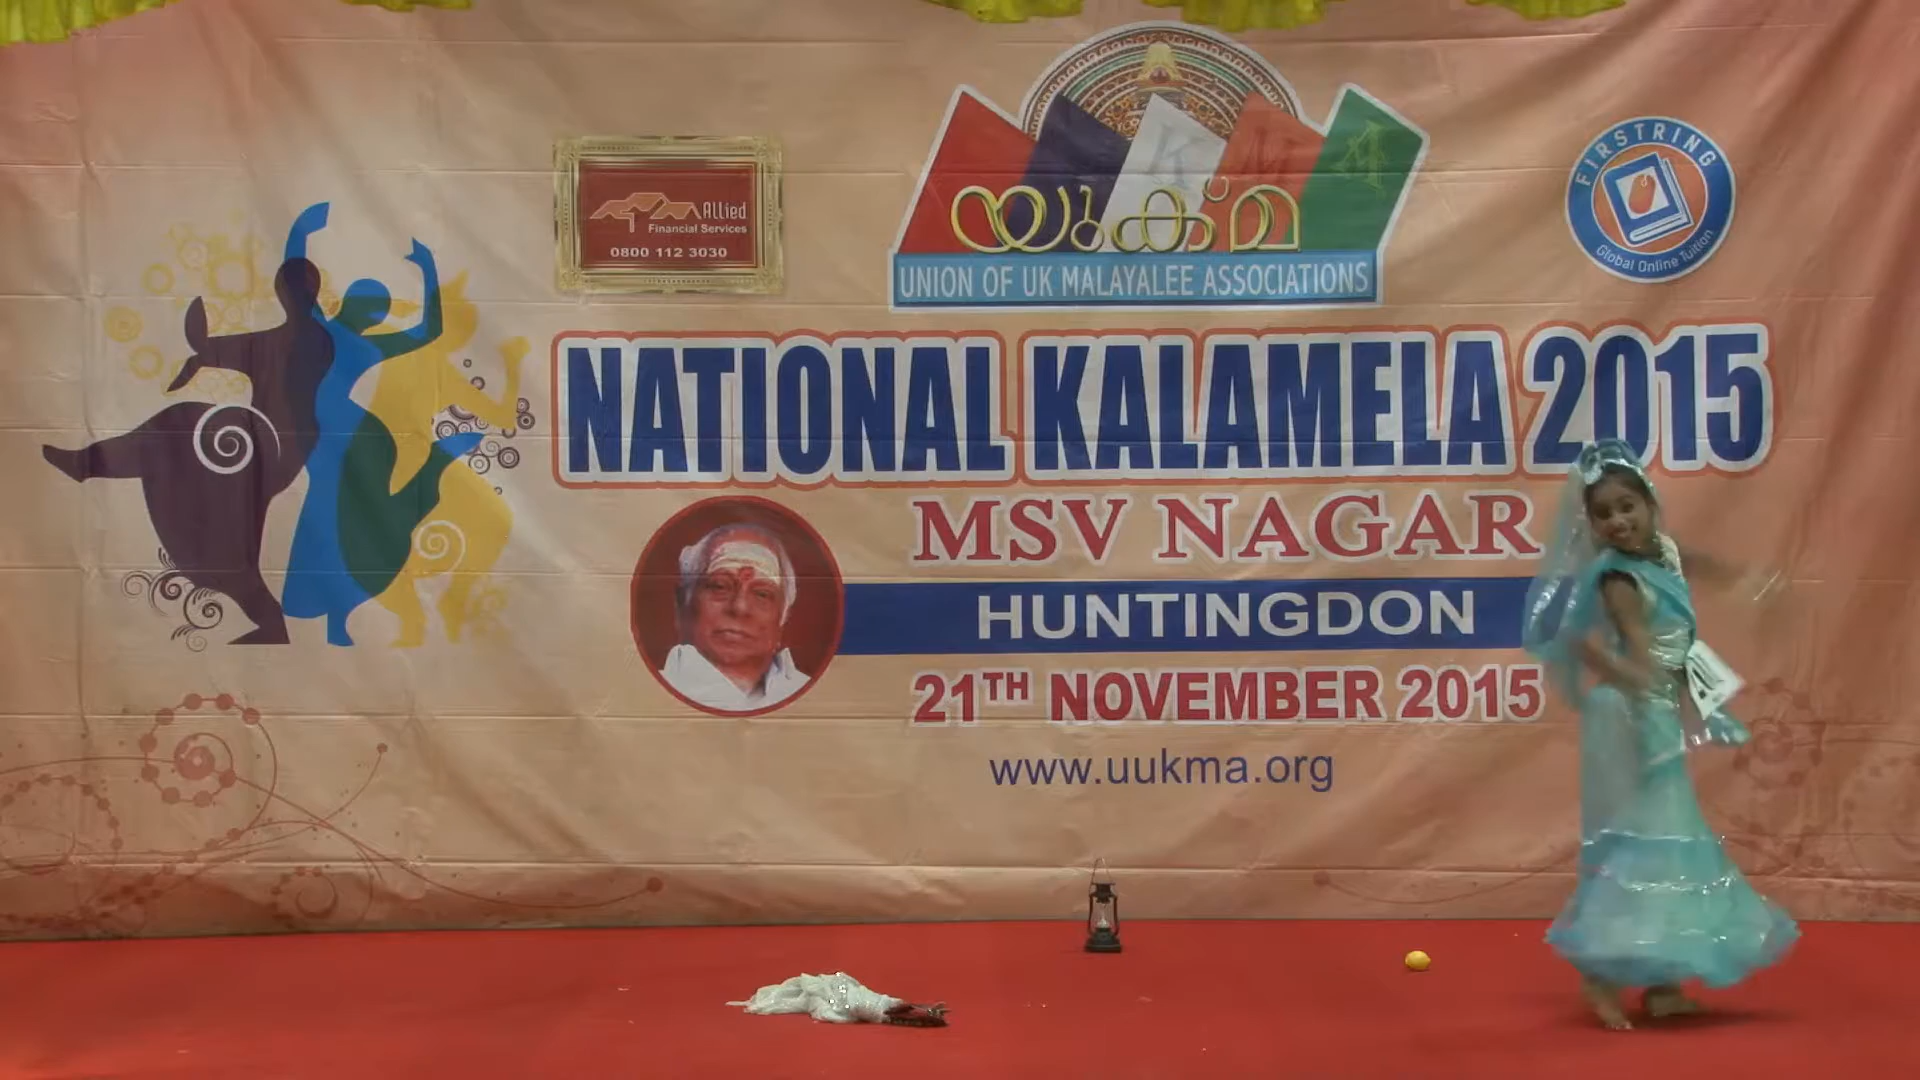 Allied
Financial Services
0800 112 3030
K M A
യുക്മ
UNION OF UK MALAYALEE ASSOCIATIONS
FIRSTRING
Global Online Tuition
NATIONAL KALAMELA 2015
MSV NAGAR
HUNTINGDON
21TH NOVEMBER 2015
www.uukma.org